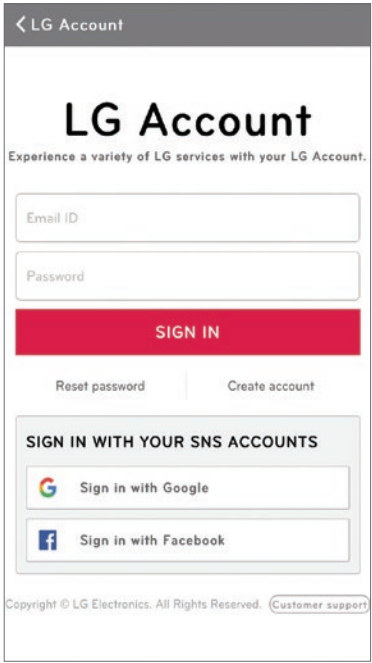 LG Account
LG Account
Experience a variety of LG services with your LG Account.
Email ID
Password
SIGN IN
Reset password Create account
SIGN IN WITH YOUR SNS ACCOUNTS
Sign in with Google
Sign in with Facebook
Copyright © LG Electronics. All Rights Reserved. Customer support